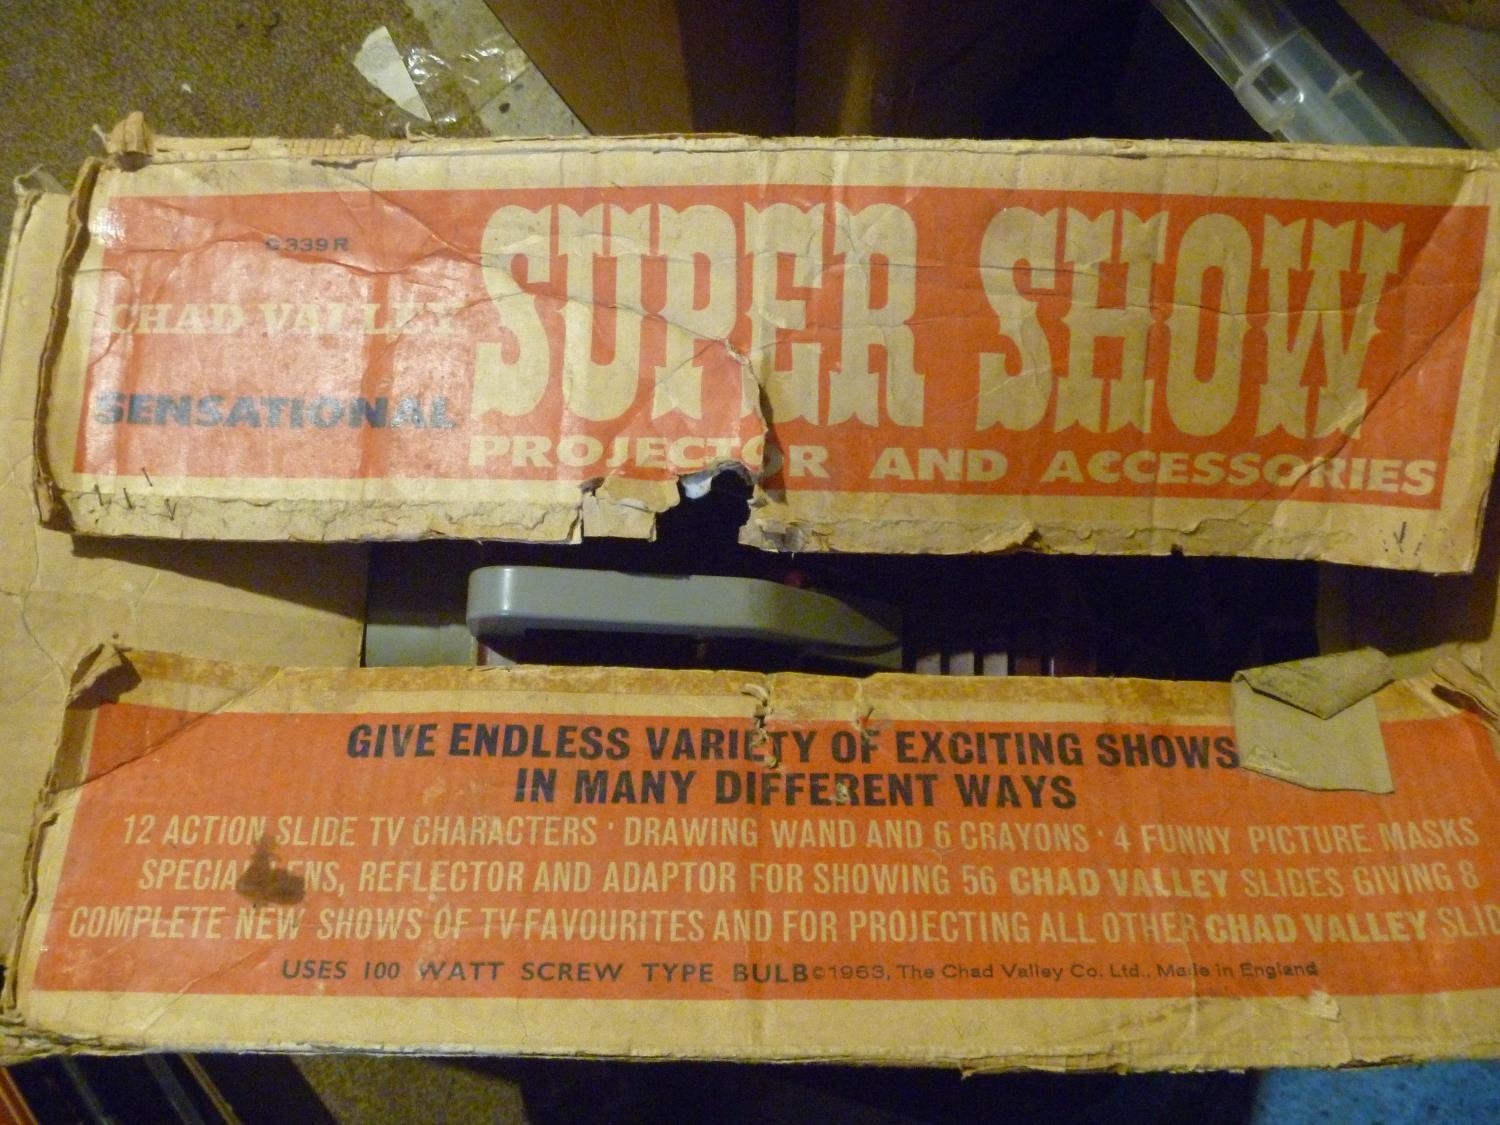 G339R
CHAD VALLEY
SENSATIONAL
SUPER SHOW
PROJECTOR AND ACCESSORIES
GIVE ENDLESS VARIETY OF EXCITING SHOWS
IN MANY DIFFERENT WAYS
12 ACTION SLIDE TV CHARACTERS · DRAWING WAND AND 6 CRAYONS · 4 FUNNY PICTURE MASKS
REFLECTOR AND ADAPTOR FOR SHOWING 56 CHAD VALLEY SLIDES GIVING 8
COMPLETE NEW SHOWS OF TV FAVOURITES AND FOR PROJECTING ALL OTHER CHAD VALLEY SLID
USES 100 WATT SCREW TYPE BULB ©1963, The Chad Valley Co. Ltd., Made in England